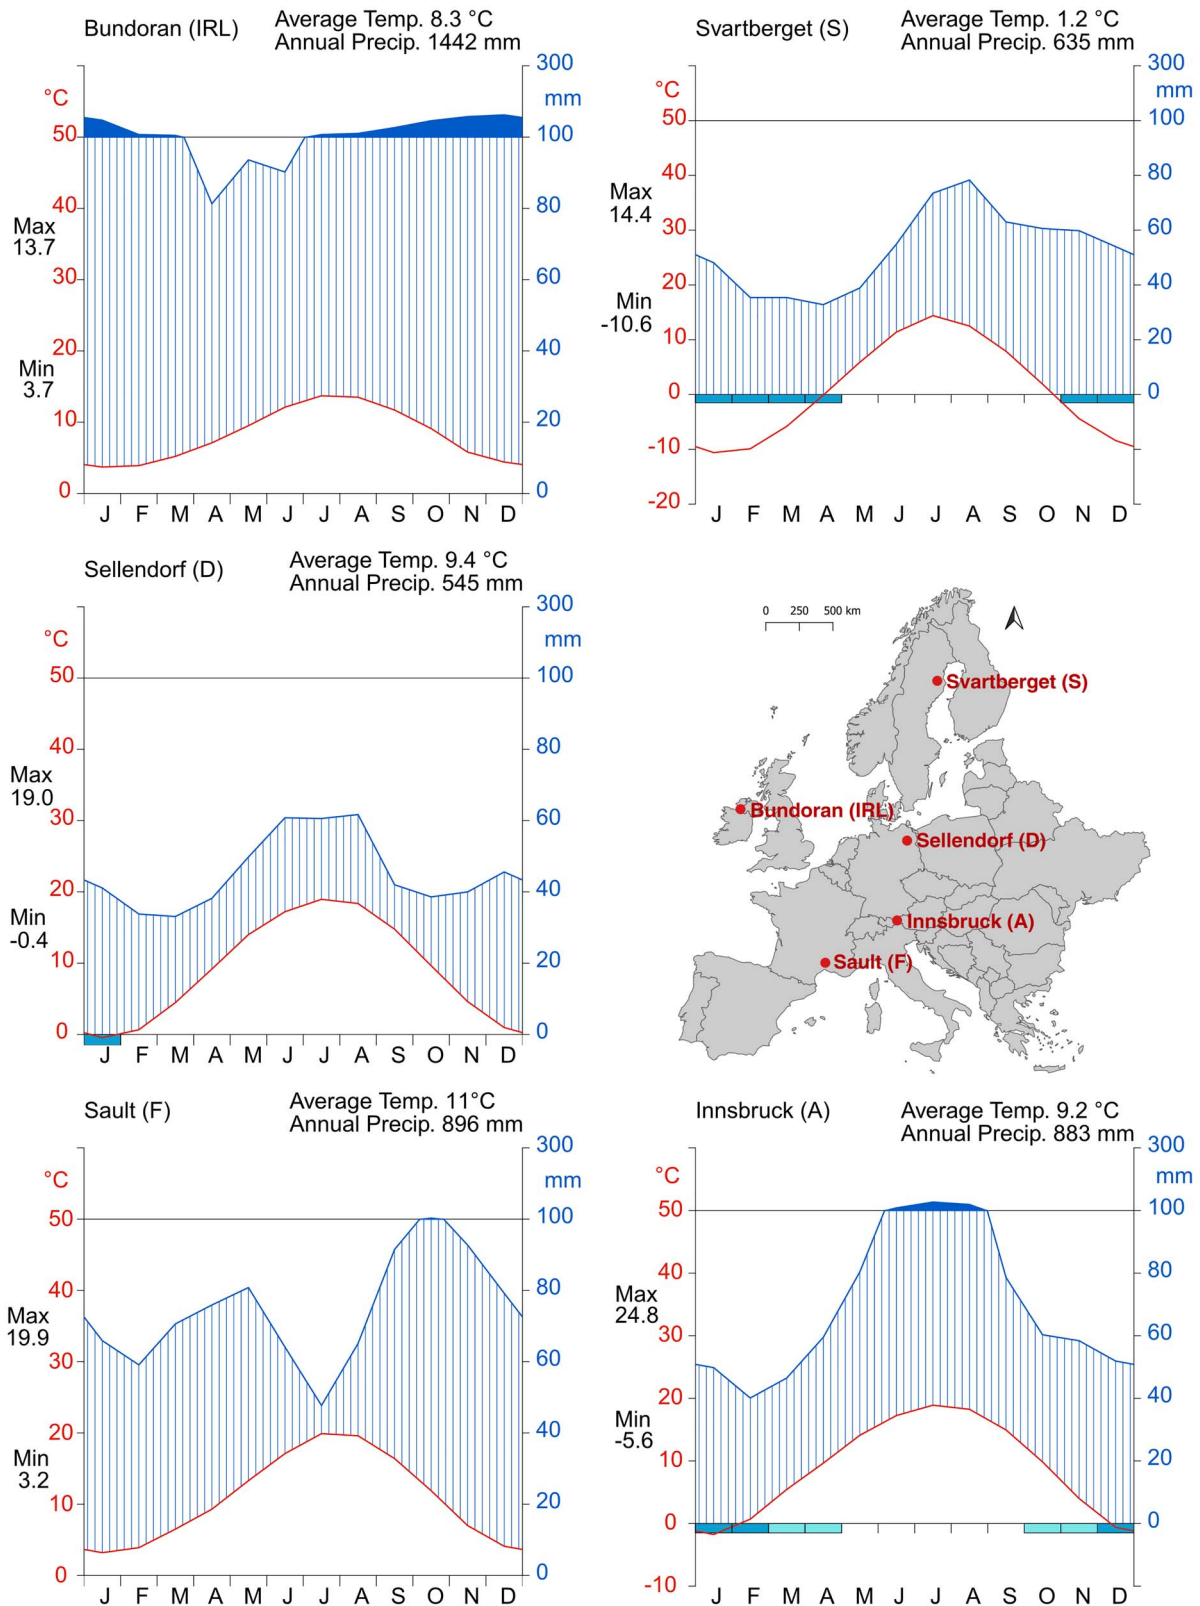 Bundoran (IRL)
Average Temp. 8.3 °C
Annual Precip. 1442 mm
°C
300
mm
50
100
40
80
Max
13.7
30
60
20
40
Min
3.7
10
20
0
0
J F M A M J J A S O N D
Svartberget (S)
Average Temp. 1.2 °C
Annual Precip. 635 mm
°C
300
mm
50
100
40
80
Max
14.4
30
60
20
40
Min
-10.6
10
20
0
0
-10
-20
J F M A M J J A S O N D
Sellendorf (D)
Average Temp. 9.4 °C
Annual Precip. 545 mm
°C
300
mm
50
100
40
80
Max
19.0
30
60
20
40
Min
-0.4
10
20
0
0
J F M A M J J A S O N D
0 250 500 km
Svartberget (S)
Bundoran (IRL)
Sellendorf (D)
Innsbruck (A)
Sault (F)
Sault (F)
Average Temp. 11°C
Annual Precip. 896 mm
°C
300
mm
50
100
40
80
Max
19.9
30
60
20
40
Min
3.2
10
20
0
0
J F M A M J J A S O N D
Innsbruck (A)
Average Temp. 9.2 °C
Annual Precip. 883 mm
°C
300
mm
50
100
40
80
Max
24.8
30
60
20
40
Min
-5.6
10
20
0
0
-10
J F M A M J J A S O N D